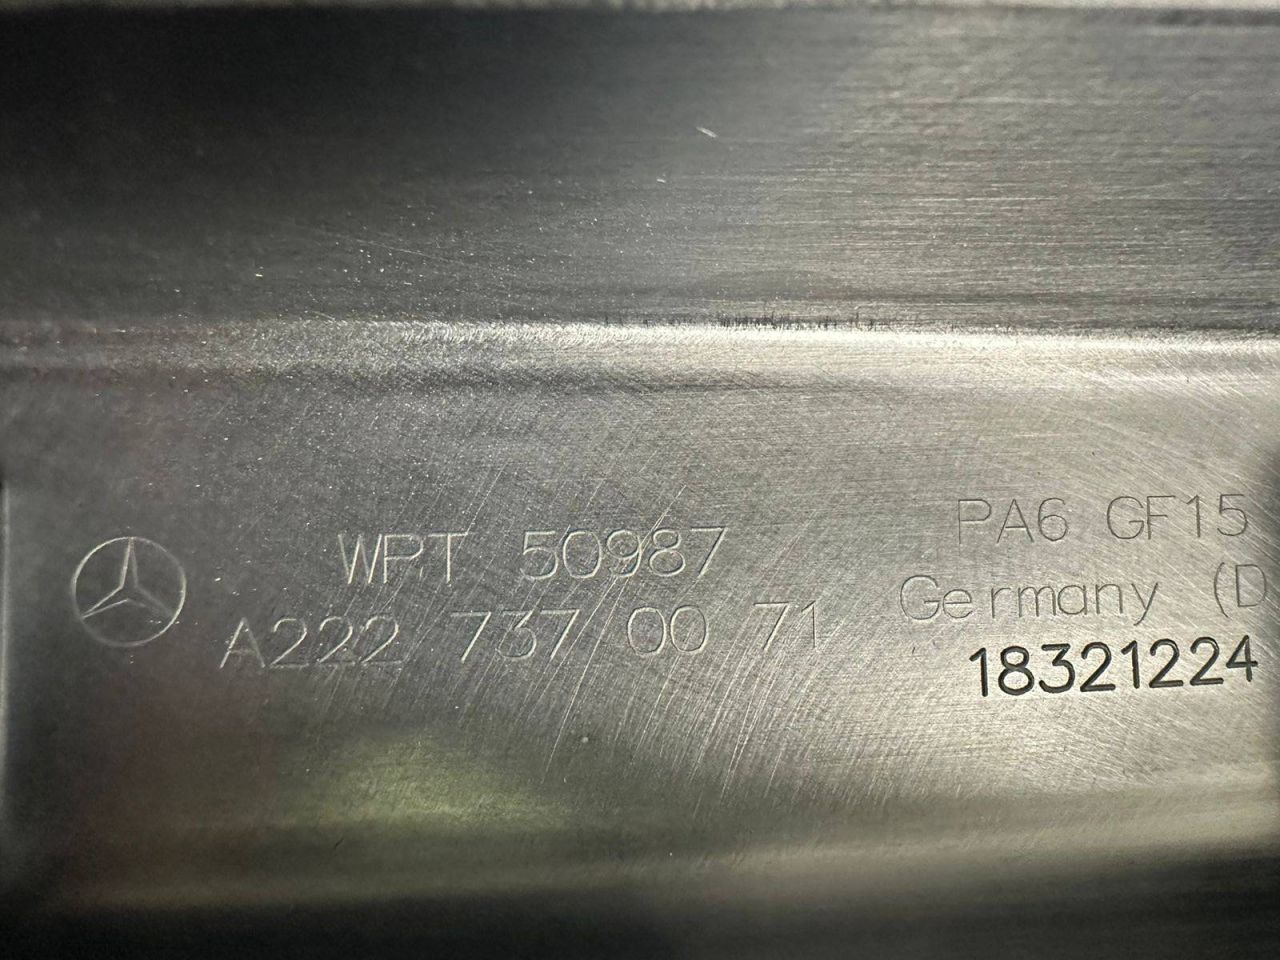 WPT 50987
A222 737 00 71
PA6 GF15
Germany (D
18321224